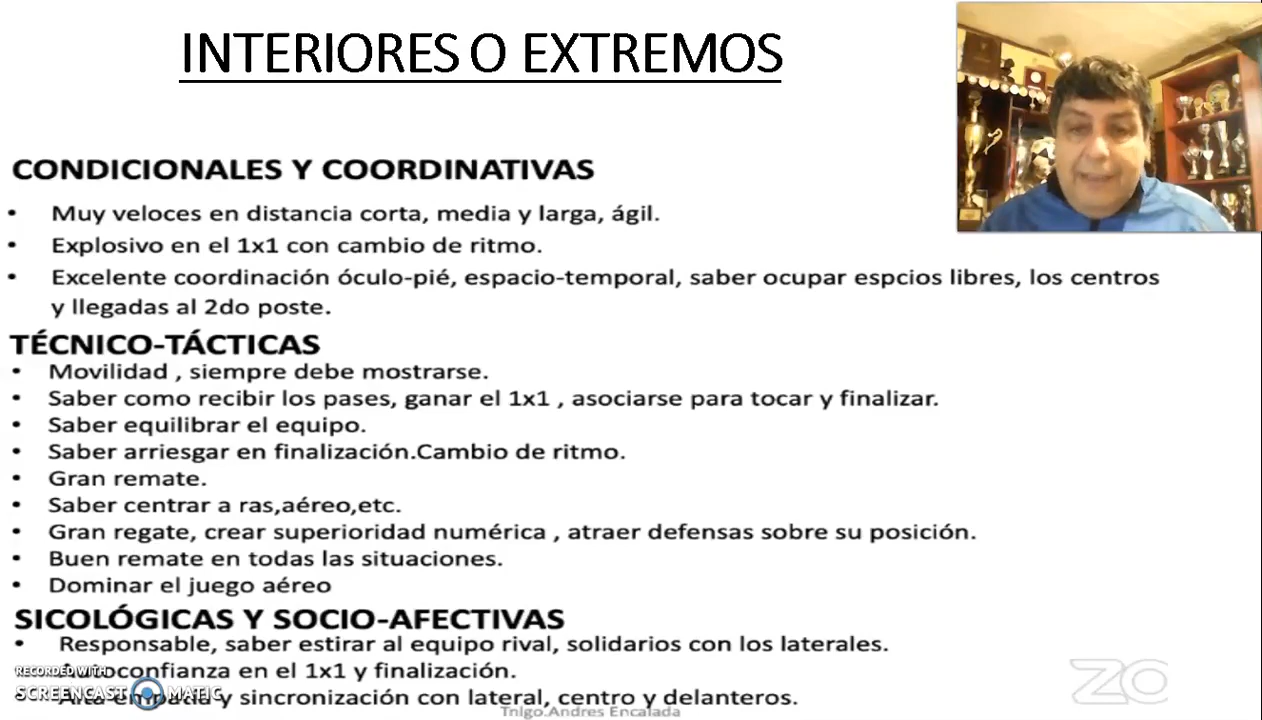 INTERIORES O EXTREMOS
CONDICIONALES Y COORDINATIVAS
• Muy veloces en distancia corta, media y larga, ágil.
• Explosivo en el 1x1 con cambio de ritmo.
• Excelente coordinación óculo-pié, espacio-temporal, saber ocupar espcios libres, los centros
y llegadas al 2do poste.
TÉCNICO-TÁCTICAS
• Movilidad , siempre debe mostrarse.
• Saber como recibir los pases, ganar el 1x1 , asociarse para tocar y finalizar.
• Saber equilibrar el equipo.
• Saber arriesgar en finalización.Cambio de ritmo.
• Gran remate.
• Saber centrar a ras,aéreo,etc.
• Gran regate, crear superioridad numérica , atraer defensas sobre su posición.
• Buen remate en todas las situaciones.
• Dominar el juego aéreo
SICOLÓGICAS Y SOCIO-AFECTIVAS
• Responsable, saber estirar al equipo rival, solidarios con los laterales.
• Autoconfianza en el 1x1 y finalización.
• Alta empatía y sincronización con lateral, centro y delanteros.
RECORDED WITH
SCREENCAST MATIC
Tnlgo.Andres Encalada